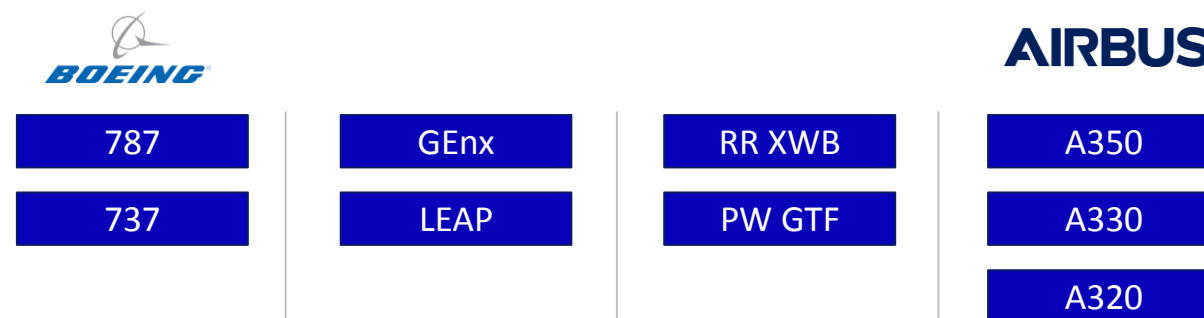 BOEING
AIRBUS
787
GEnx
RR XWB
A350
737
LEAP
PW GTF
A330
A320